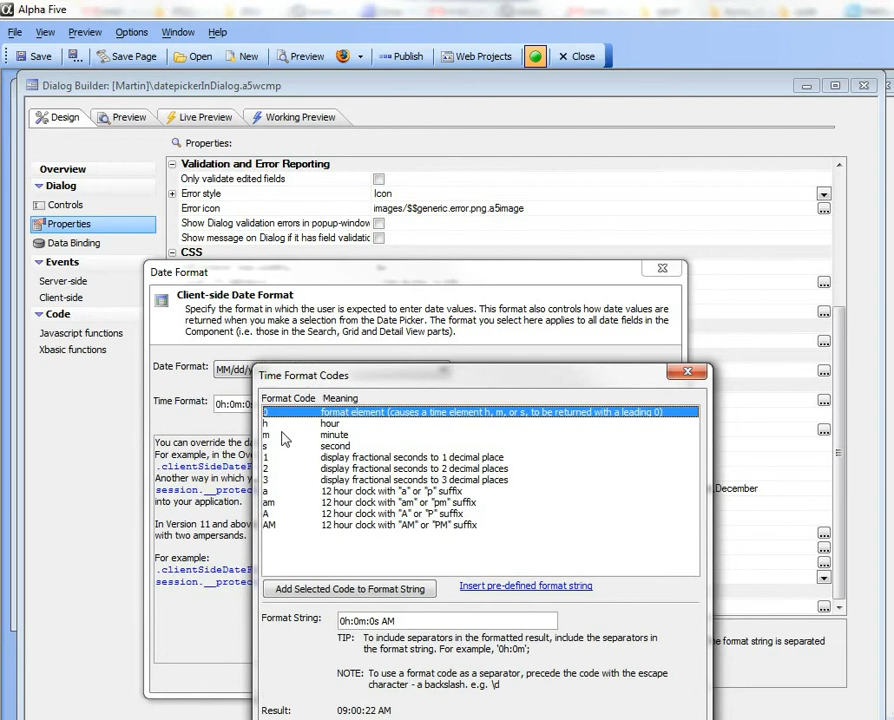 Alpha Five
File View Preview Options Window Help
Save Save Page Open New Preview Publish Web Projects Close
Dialog Builder: [Martin]\datepickerInDialog.a5wcmp
Design Preview Live Preview Working Preview
Properties:
Overview
Dialog
Controls
Properties
Data Binding
Events
Server-side
Client-side
Code
Javascript functions
Xbasic functions
Validation and Error Reporting
Only validate edited fields
Error style Icon
Error icon images/$$generic.error.png.a5image
Show Dialog validation errors in popup-window
Show message on Dialog if it has field validatic
CSS
December
he format string is separated
Date Format
Client-side Date Format
Specify the format in which the user is expected to enter date values. This format also controls how date values are
returned when you make a selection from the Date Picker. The format you select here applies to all date fields in the
Component (i.e. those in the Search, Grid and Detail View parts).
Date Format: MM/dd/y
Time Format: 0h:0m:0
You can override the da
For example, in the Ov
.clientSideDateF
Another way in which y
session.__protec
into your application.
In Version 11 and above
with two ampersands.
For example:
.clientSideDateF
session.__protec
Time Format Codes
Format Code Meaning
0 format element (causes a time element h, m, or s, to be returned with a leading 0)
h hour
m minute
s second
1 display fractional seconds to 1 decimal place
2 display fractional seconds to 2 decimal places
3 display fractional seconds to 3 decimal places
a 12 hour clock with "a" or "p" suffix
am 12 hour clock with "am" or "pm" suffix
A 12 hour clock with "A" or "P" suffix
AM 12 hour clock with "AM" or "PM" suffix
Add Selected Code to Format String Insert pre-defined format string
Format String: 0h:0m:0s AM
TIP: To include separators in the formatted result, include the separators in
the format string. For example, '0h:0m';
NOTE: To use a format code as a separator, precede the code with the escape
character - a backslash. e.g. \d
Result: 09:00:22 AM